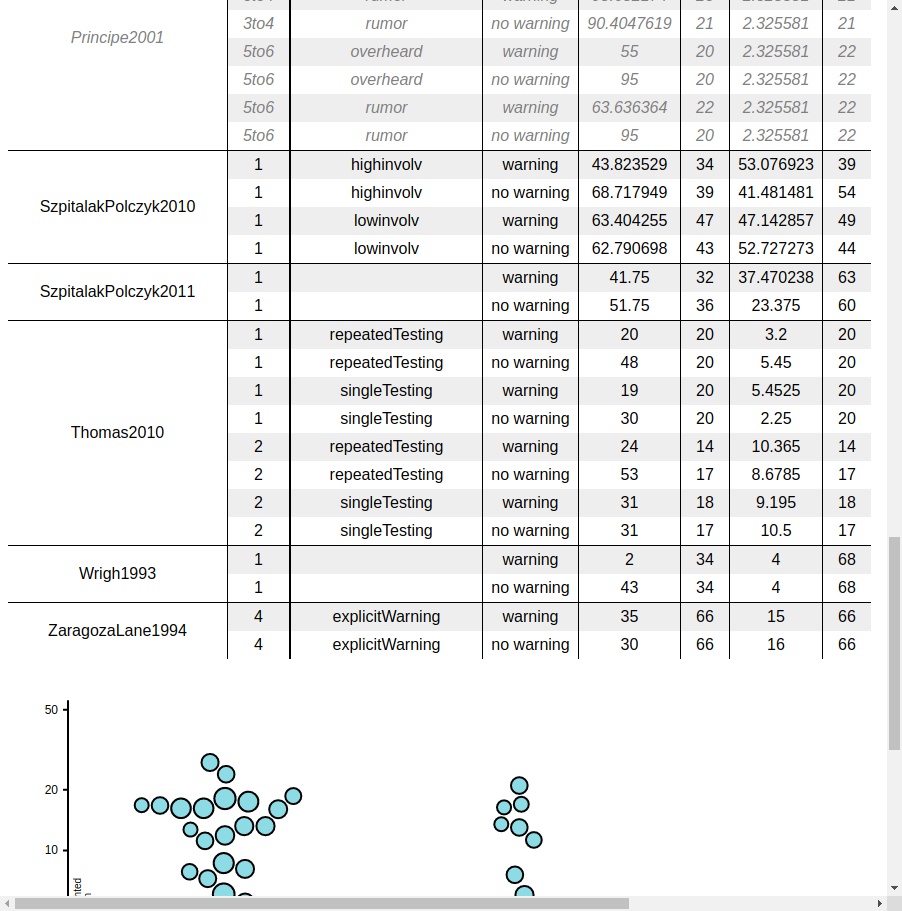 Principe2001
3to4 rumor no warning 90.4047619 21 2.325581 21
5to6 overheard warning 55 20 2.325581 22
5to6 overheard no warning 95 20 2.325581 22
5to6 rumor warning 63.636364 22 2.325581 22
5to6 rumor no warning 95 20 2.325581 22
SzpitalakPolczyk2010
1 highinvolv warning 43.823529 34 53.076923 39
1 highinvolv no warning 68.717949 39 41.481481 54
1 lowinvolv warning 63.404255 47 47.142857 49
1 lowinvolv no warning 62.790698 43 52.727273 44
SzpitalakPolczyk2011
1 warning 41.75 32 37.470238 63
1 no warning 51.75 36 23.375 60
Thomas2010
1 repeatedTesting warning 20 20 3.2 20
1 repeatedTesting no warning 48 20 5.45 20
1 singleTesting warning 19 20 5.4525 20
1 singleTesting no warning 30 20 2.25 20
2 repeatedTesting warning 24 14 10.365 14
2 repeatedTesting no warning 53 17 8.6785 17
2 singleTesting warning 31 18 9.195 18
2 singleTesting no warning 31 17 10.5 17
Wrigh1993
1 warning 2 34 4 68
1 no warning 43 34 4 68
ZaragozaLane1994
4 explicitWarning warning 35 66 15 66
4 explicitWarning no warning 30 66 16 66
50
20
10